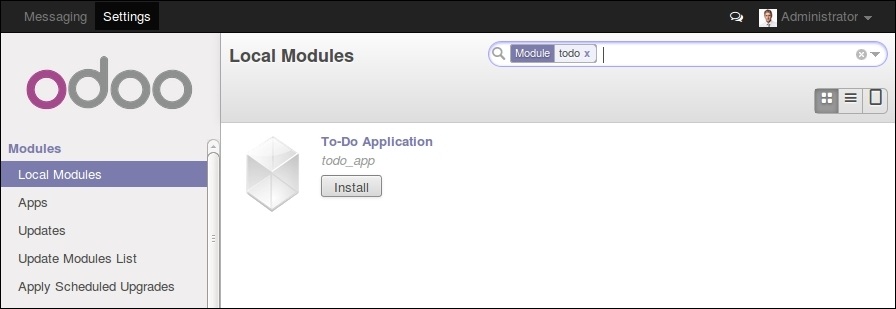 Messaging Settings Administrator
odoo
Local Modules
Module todo x
Modules
Local Modules
Apps
Updates
Update Modules List
Apply Scheduled Upgrades
To-Do Application
todo_app
Install